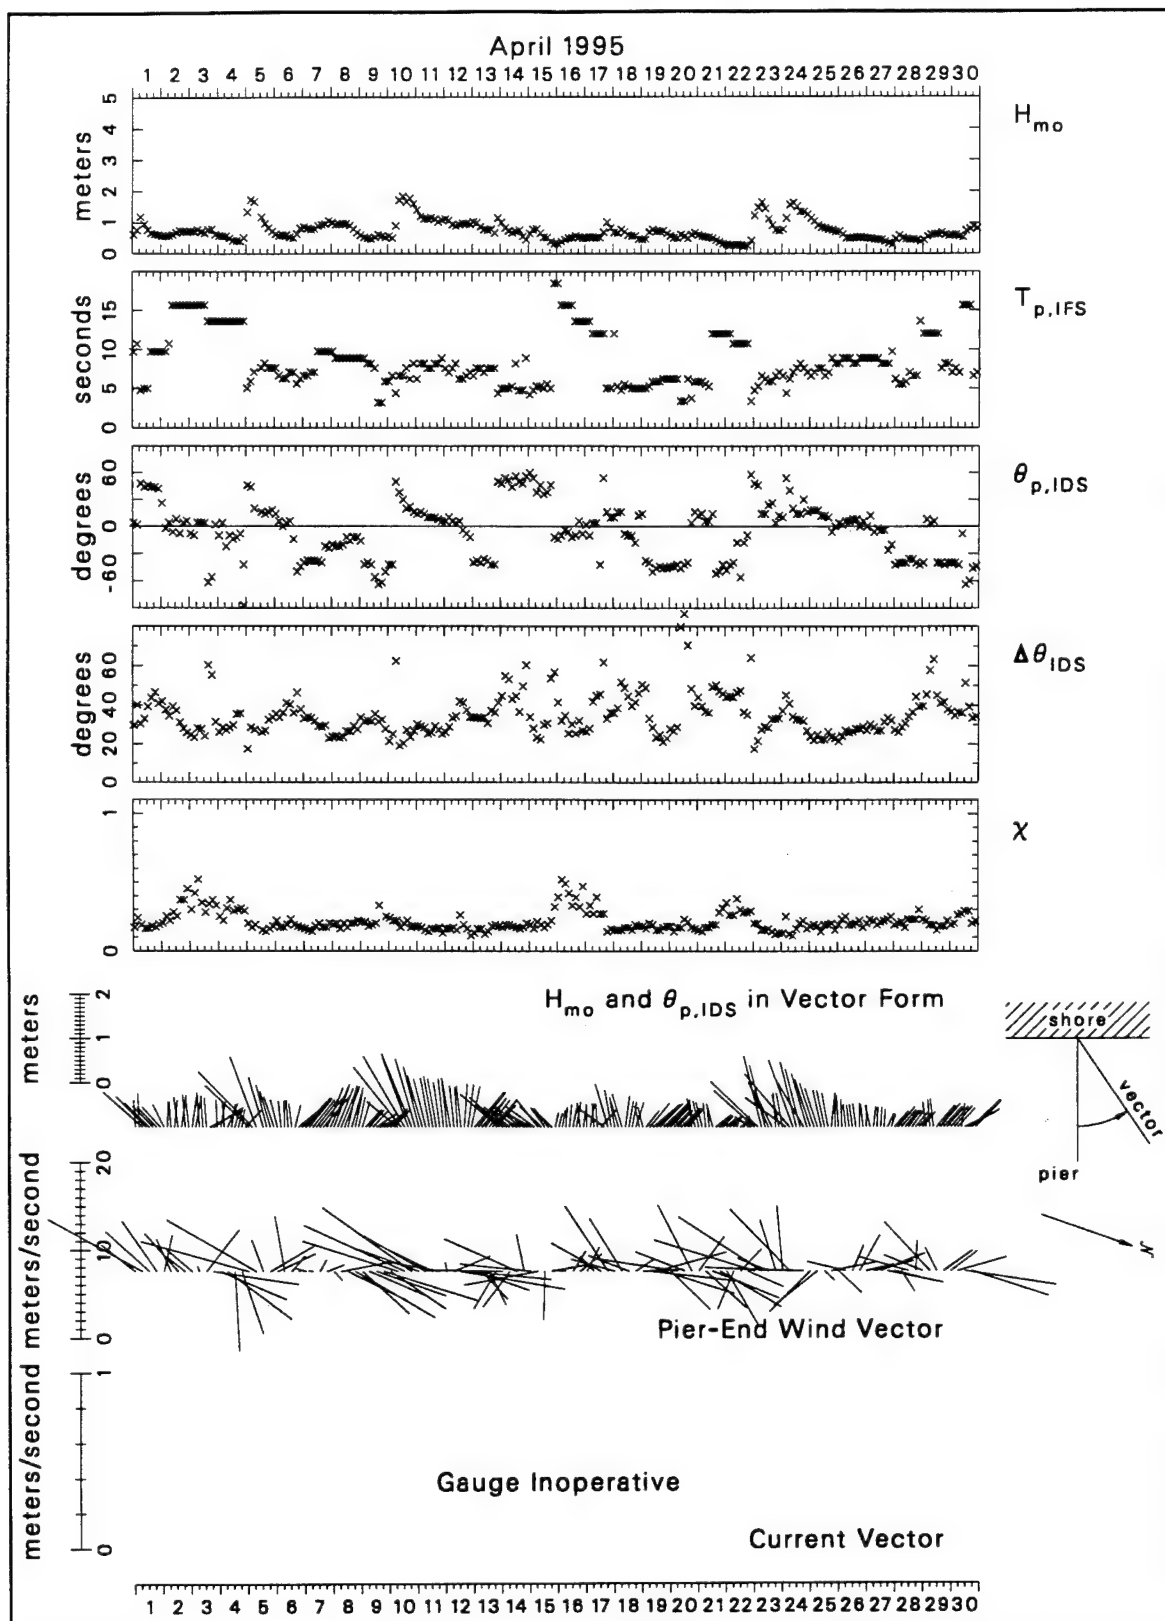 April 1995
1 2 3 4 5 6 7 8 9 10 11 12 13 14 15 16 17 18 19 20 21 22 23 24 25 26 27 28 29 30
meters
5
4
3
2
1
0
H mo
seconds
15
10
5
0
T p,IFS
degrees
60
0
-60
θ p,IDS
degrees
60
40
20
0
Δθ IDS
1
0
χ
meters
2
1
0
H mo and θ p,IDS in Vector Form
shore
vector
pier
N
meters/second
20
10
0
Pier-End Wind Vector
meters/second
1
0
Gauge Inoperative
Current Vector
1 2 3 4 5 6 7 8 9 10 11 12 13 14 15 16 17 18 19 20 21 22 23 24 25 26 27 28 29 30